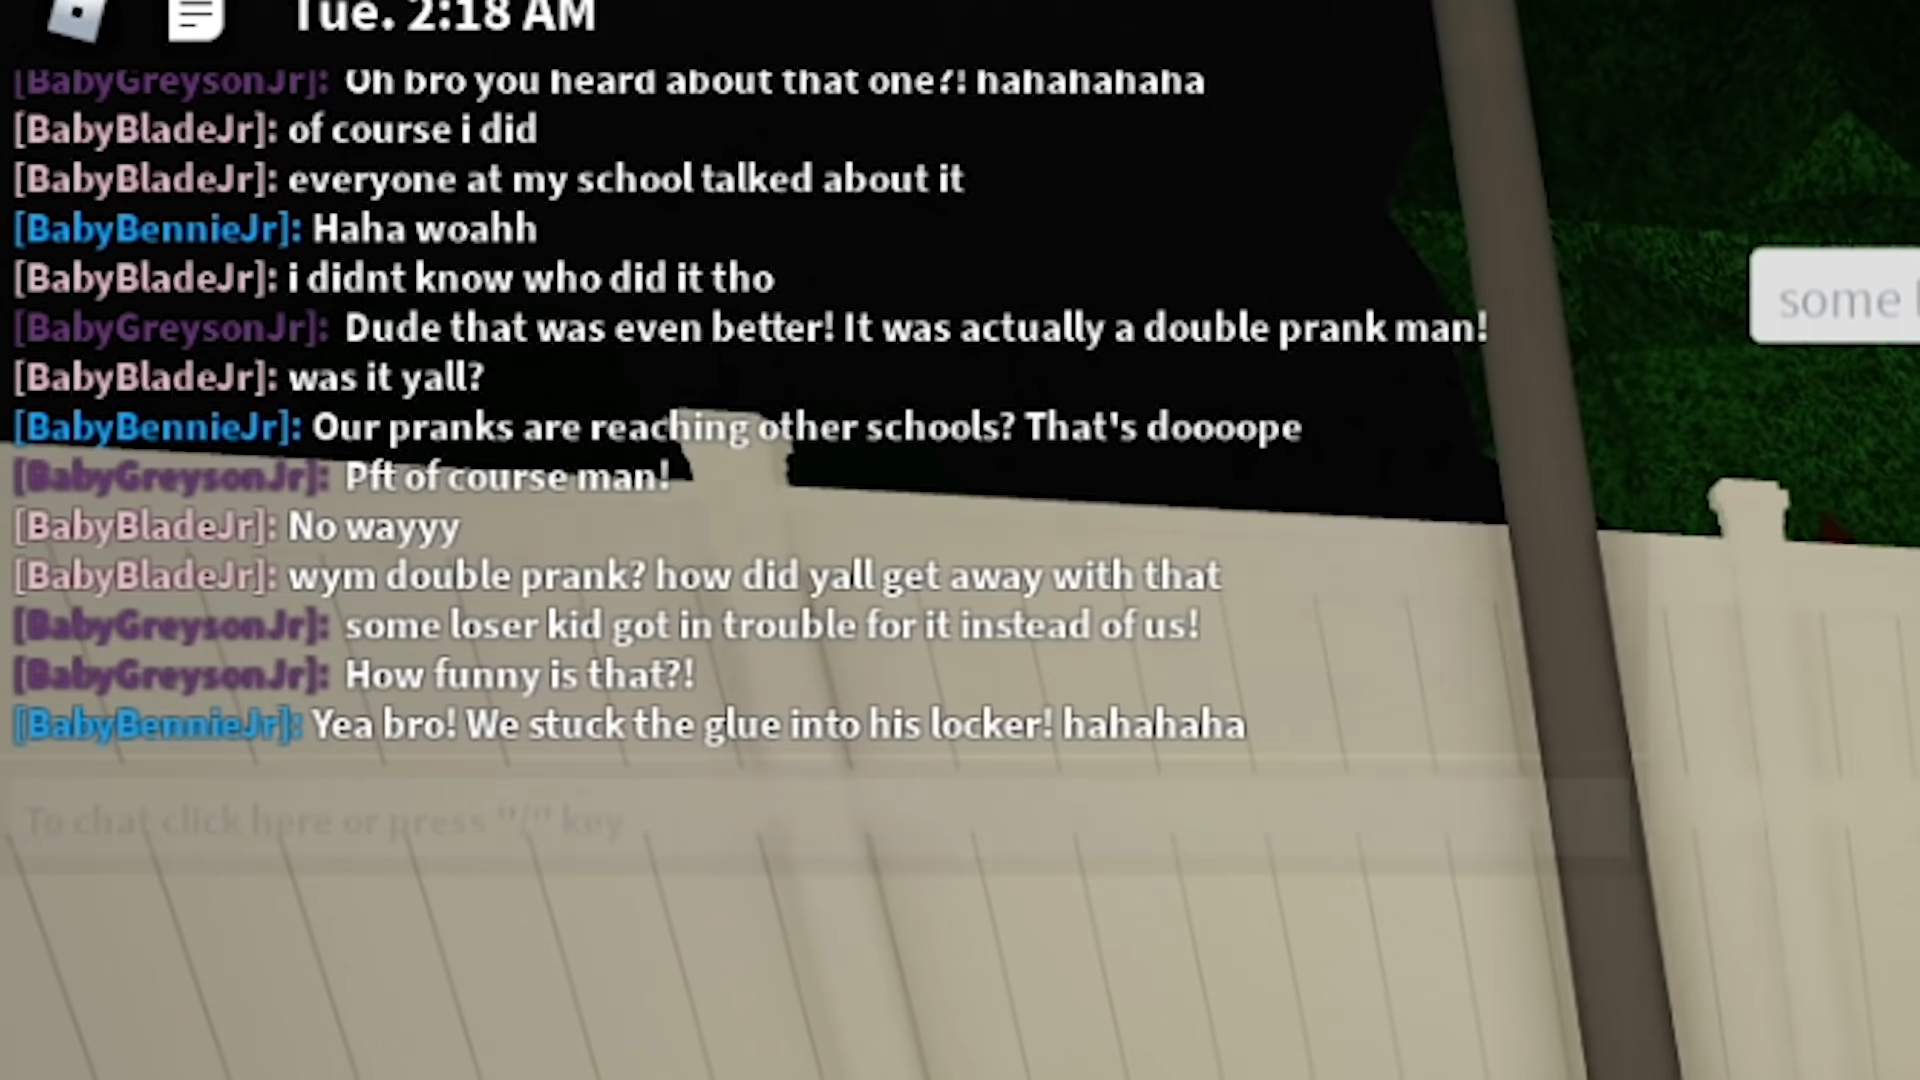 Tue. 2:18 AM
[BabyGreysonJr]: Oh bro you heard about that one?! hahahahaha
[BabyBladeJr]: of course i did
[BabyBladeJr]: everyone at my school talked about it
[BabyBennieJr]: Haha woahh
[BabyBladeJr]: i didnt know who did it tho
[BabyGreysonJr]: Dude that was even better! It was actually a double prank man!
some
[BabyBladeJr]: was it yall?
[BabyBennieJr]: Our pranks are reaching other schools? That's doooope
[BabyGreysonJr]: Pft of course man!
[BabyBladeJr]: No wayyy
[BabyBladeJr]: wym double prank? how did yall get away with that
[BabyGreysonJr]: some loser kid got in trouble for it instead of us!
[BabyGreysonJr]: How funny is that?!
[BabyBennieJr]: Yea bro! We stuck the glue into his locker! hahahaha
To chat click here or press "/" key